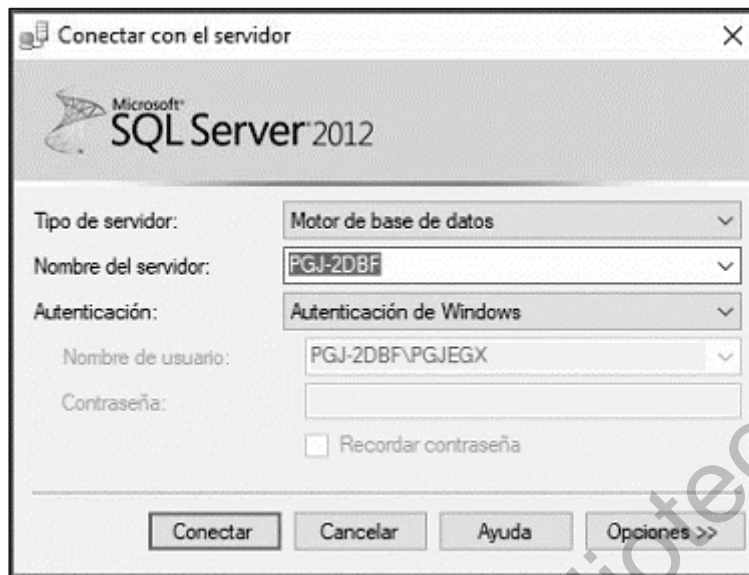 Conectar con el servidor
Microsoft®
SQL Server 2012
Tipo de servidor: Motor de base de datos
Nombre del servidor: PGJ-2DBF
Autenticación: Autenticación de Windows
Nombre de usuario: PGJ-2DBF\PGJEGX
Contraseña:
Recordar contraseña
Conectar Cancelar Ayuda Opciones >>